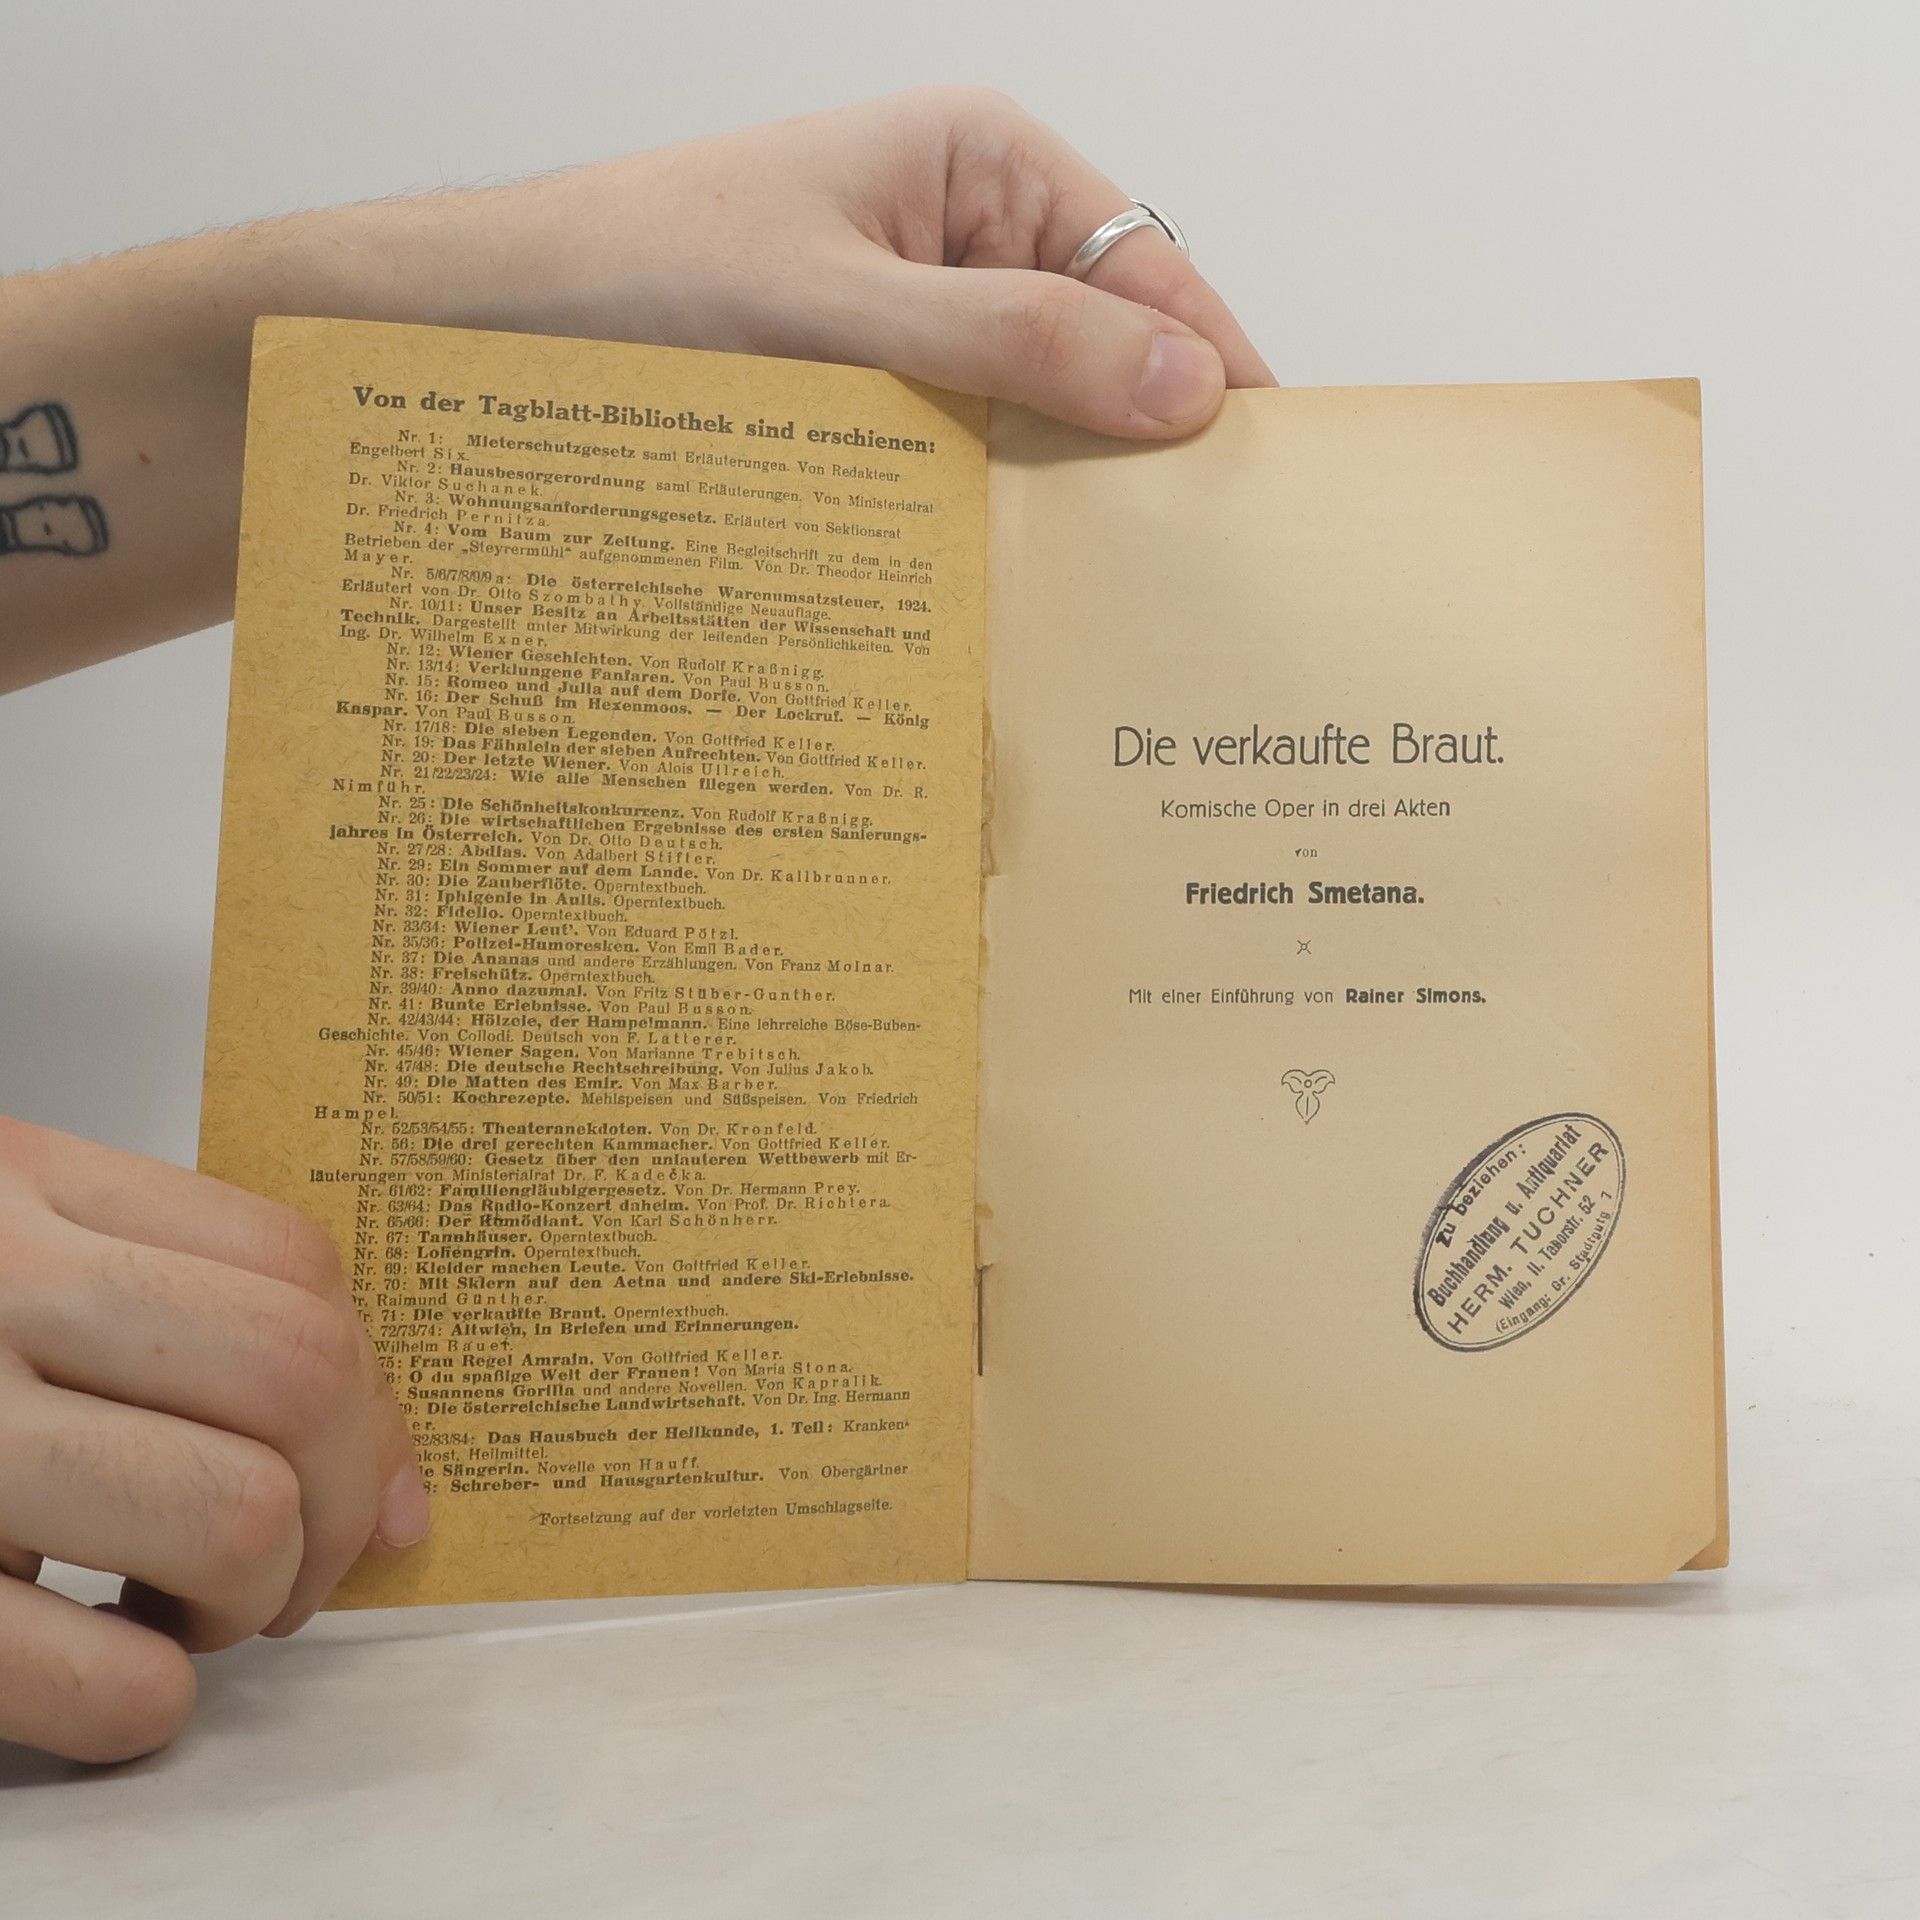 Von der Tagblatt-Bibliothek sind erschienen:
Nr. 1: Mieterschutzgesetz samt Erläuterungen. Von Redakteur
Engelbert Six.
Nr. 2: Hausbesorgerordnung samt Erläuterungen. Von Ministerialrat
Dr. Viktor Suchanek.
Nr. 3: Wohnungsanforderungsgesetz. Erläutert von Sektionsrat
Dr. Friedrich Pernitza.
Nr. 4: Vom Baum zur Zeitung. Eine Begleitschrift zu dem in den
Betrieben der „Steyrermühl“ aufgenommenen Film. Von Dr. Theodor Heinrich
Mayer.
Nr. 5/6/7/8/9/9a: Die österreichische Warenumsatzsteuer, 1924.
Erläutert von Dr. Otto Szombathy. Vollständige Neuauflage.
Nr. 10/11: Unser Besitz an Arbeitsstätten der Wissenschaft und
Technik. Dargestellt unter Mitwirkung der leitenden Persönlichkeiten. Von
Ing. Dr. Wilhelm Exner.
Nr. 12: Wiener Geschichten. Von Rudolf Kraßnigg.
Nr. 13/14: Verklungene Fanfaren. Von Paul Busson.
Nr. 15: Romeo und Julia auf dem Dorfe. Von Gottfried Keller.
Nr. 16: Der Schuß im Hexenmoos. — Der Lockruf. — König
Kaspar. Von Paul Busson.
Nr. 17/18: Die sieben Legenden. Von Gottfried Keller.
Nr. 19: Das Fähnlein der sieben Aufrechten. Von Gottfried Keller.
Nr. 20: Der letzte Wiener. Von Alois Ullreich.
Nr. 21/22/23/24: Wie alle Menschen fliegen werden. Von Dr. R.
Nimführ.
Nr. 25: Die Schönheitskonkurrenz. Von Rudolf Kraßnigg.
Nr. 26: Die wirtschaftlichen Ergebnisse des ersten Sanierungs-
jahres in Österreich. Von Dr. Otto Deutsch.
Nr. 27/28: Abdias. Von Adalbert Stifter.
Nr. 29: Ein Sommer auf dem Lande. Von Dr. Kallbrunner.
Nr. 30: Die Zauberflöte. Operntextbuch.
Nr. 31: Iphigenie in Aulis. Operntextbuch.
Nr. 32: Fidelio. Operntextbuch.
Nr. 33/34: Wiener Leut'. Von Eduard Pötzl.
Nr. 35/36: Polizei-Humoresken. Von Emil Bader.
Nr. 37: Die Ananas und andere Erzählungen. Von Franz Molnar.
Nr. 38: Freischütz. Operntextbuch.
Nr. 39/40: Anno dazumal. Von Fritz Stüber-Gunther.
Nr. 41: Bunte Erlebnisse. Von Paul Busson.
Nr. 42/43/44: Hölzele, der Hampelmann. Eine lehrreiche Böse-Buben-
Geschichte. Von Collodi. Deutsch von F. Latterer.
Nr. 45/46: Wiener Sagen. Von Marianne Trebitsch.
Nr. 47/48: Die deutsche Rechtschreibung. Von Julius Jakob.
Nr. 49: Die Matten des Emir. Von Max Barber.
Nr. 50/51: Kochrezepte. Mehlspeisen und Süßspeisen. Von Friedrich
Hampel.
Nr. 52/53/54/55: Theateranekdoten. Von Dr. Kronfeld.
Nr. 56: Die drei gerechten Kammacher. Von Gottfried Keller.
Nr. 57/58/59/60: Gesetz über den unlauteren Wettbewerb mit Er-
läuterungen von Ministerialrat Dr. F. Kadečka.
Nr. 61/62: Familiengläubigergesetz. Von Dr. Hermann Prey.
Nr. 63/64: Das Radio-Konzert daheim. Von Prof. Dr. Richtera.
Nr. 65/66: Der Komödiant. Von Karl Schönherr.
Nr. 67: Tannhäuser. Operntextbuch.
Nr. 68: Lohengrin. Operntextbuch.
Nr. 69: Kleider machen Leute. Von Gottfried Keller.
Nr. 70: Mit Skiern auf den Aetna und andere Ski-Erlebnisse.
Dr. Raimund Günther.
Nr. 71: Die verkaufte Braut. Operntextbuch.
72/73/74: Altwien, in Briefen und Erinnerungen.
Wilhelm Bauer.
75: Frau Regel Amrain. Von Gottfried Keller.
6: O du spaßige Welt der Frauen! Von Maria Stona.
: Susannens Gorilla und andere Novellen. Von Kapralik.
79: Die österreichische Landwirtschaft. Von Dr. Ing. Hermann
er.
82/83/84: Das Hausbuch der Heilkunde, 1. Teil: Kranken-
kost, Heilmittel.
Sängerin. Novelle von Hauff.
8: Schreber- und Hausgartenkultur. Von Obergärtner
Fortsetzung auf der vorletzten Umschlagseite.
Die verkaufte Braut.
Komische Oper in drei Akten
von
Friedrich Smetana.
Mit einer Einführung von Rainer Simons.
Zu beziehen:
Buchhandlung u. Antiquariat
HERM. TUCHNER
Wien, II. Taborstr. 52
(Eingang: Gr. Stadtgutg 7